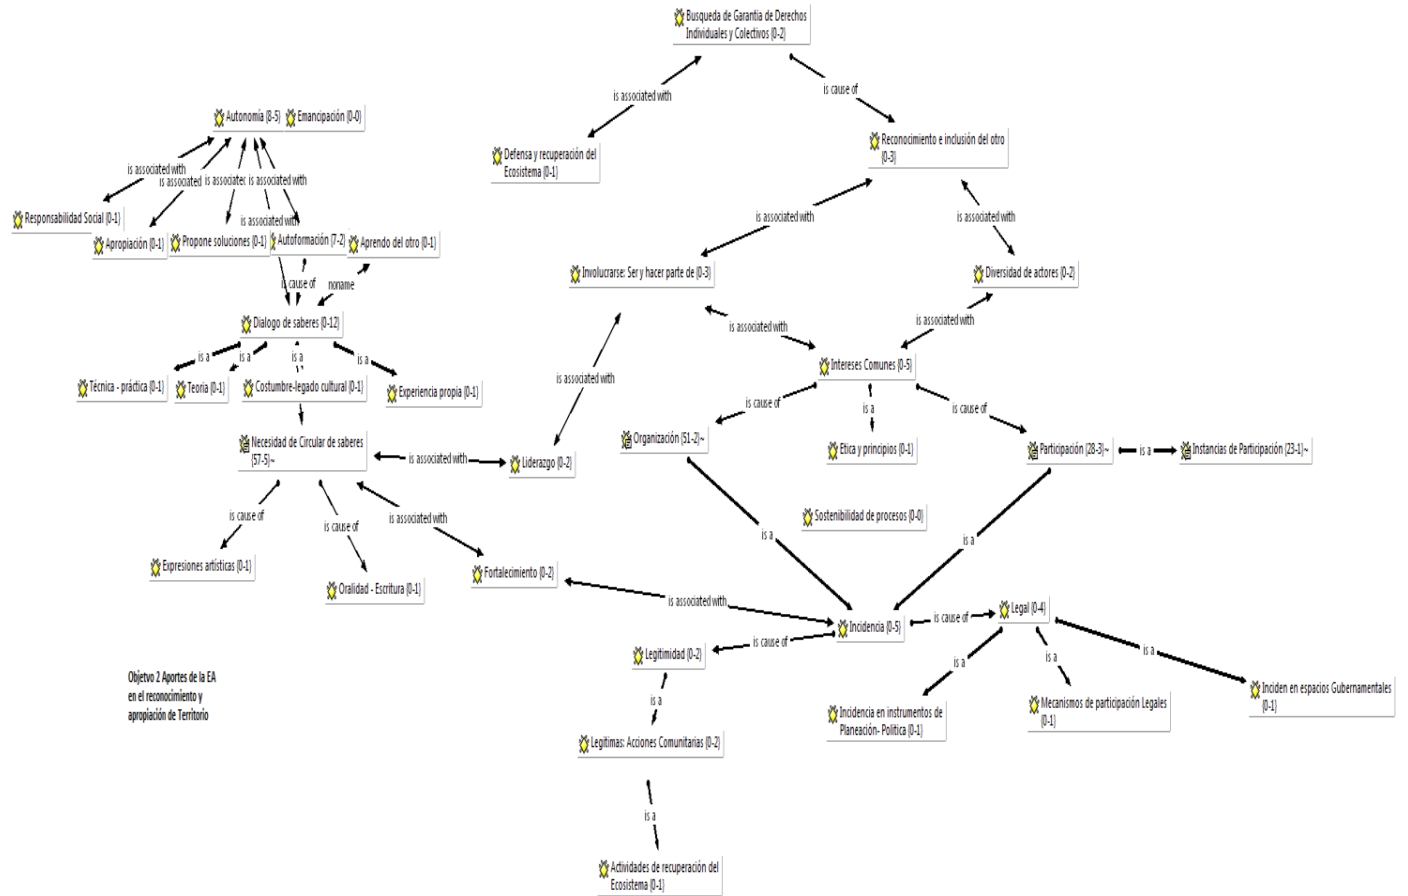 Busqueda de Garantia de Derechos
Individuales y Colectivos {0-2}
is associated with
is cause of
Autonomía {8-5}
Emancipación {0-0}
Reconocimiento e inclusión del otro
{0-3}
Defensa y recuperación del
Ecosistema {0-1}
is associated with
is associated
is associated
is associated with
Responsabilidad Social {0-1}
is associated with
is associated with
is associated with
Apropiación {0-1}
Propone soluciones {0-1}
Autoformación {7-2}
Aprendo del otro {0-1}
is cause of
noname
Involucrarse: Ser y hacer parte de {0-3}
Diversidad de actores {0-2}
Dialogo de saberes {0-12}
is associated with
is associated with
is a
is a
is a
is a
Intereses Comunes {0-5}
Técnica - práctica {0-1}
Teoria {0-1}
Costumbre-legado cultural {0-1}
Experiencia propia {0-1}
is associated with
is cause of
is a
is cause of
Necesidad de Circular de saberes
{57-5}~
is associated with
Liderazgo {0-2}
Organización {51-2}~
Etica y principios {0-1}
Participación {28-3}~
is a
Instancias de Participación {23-1}~
is cause of
is cause of
is associated with
Sostenibilidad de procesos {0-0}
is a
is a
Expresiones artísticas {0-1}
Oralidad - Escritura {0-1}
Fortalecimiento {0-2}
is associated with
Incidencia {0-5}
is cause of
Legal {0-4}
is cause of
Legitimidad {0-2}
is a
is a
is a
Objetvo 2 Aportes de la EA
en el reconocimiento y
apropiación de Territorio
is a
Incidencia en instrumentos de
Planeación- Politica {0-1}
Mecanismos de participación Legales
{0-1}
Inciden en espacios Gubernamentales
{0-1}
Legitimas: Acciones Comunitarias {0-2}
is a
Actividades de recuperación del
Ecosistema {0-1}